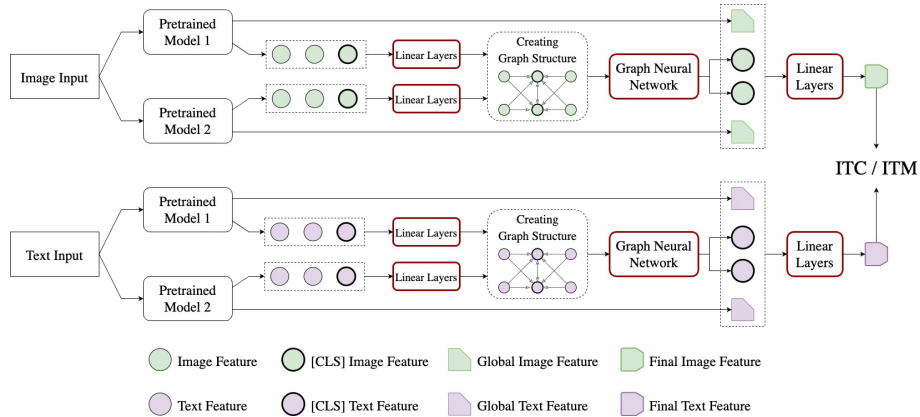 Image Input
Pretrained
Model 1
Pretrained
Model 2
Linear Layers
Linear Layers
Creating
Graph Structure
Graph Neural
Network
Linear
Layers
ITC / ITM
Text Input
Pretrained
Model 1
Pretrained
Model 2
Linear Layers
Linear Layers
Creating
Graph Structure
Graph Neural
Network
Linear
Layers
Image Feature
[CLS] Image Feature
Global Image Feature
Final Image Feature
Text Feature
[CLS] Text Feature
Global Text Feature
Final Text Feature